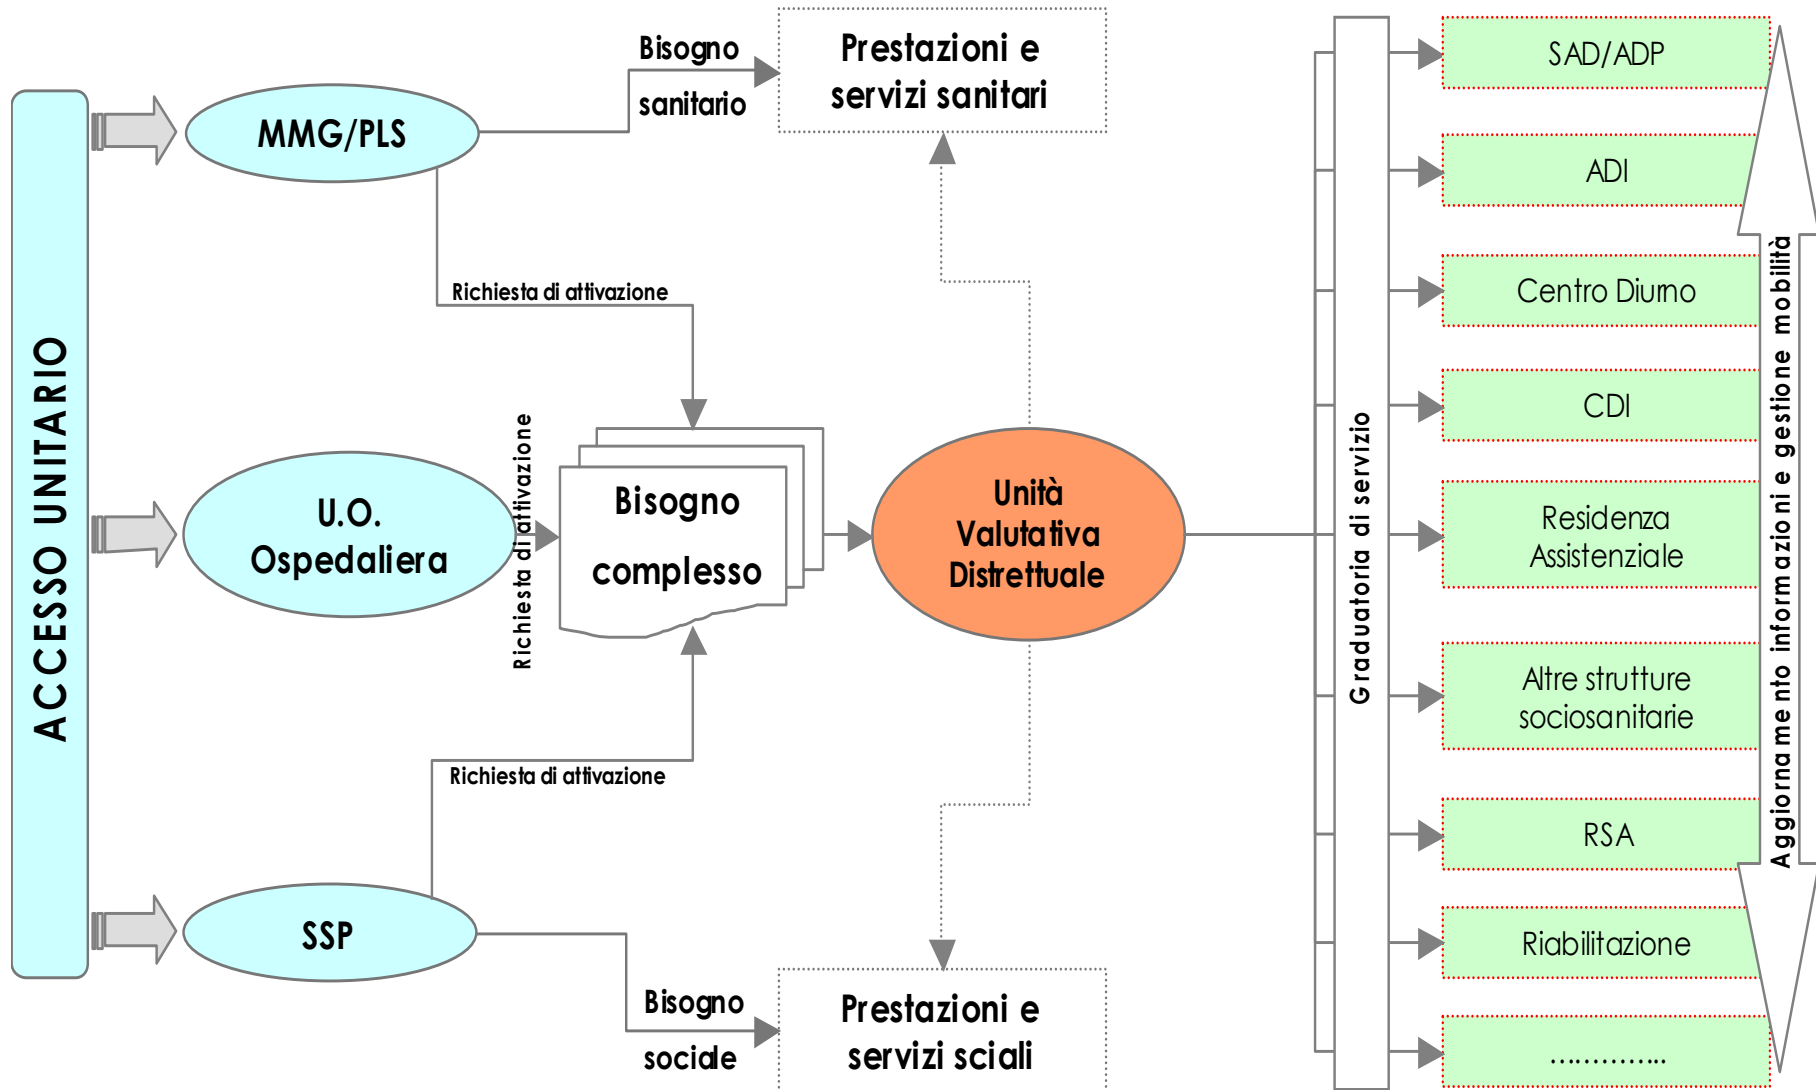 ACCESSO UNITARIO
MMG/PLS
Bisogno
sanitario
Prestazioni e
servizi sanitari
Richiesta di attivazione
U.O.
Ospedaliera
Richiesta di attivazione
Bisogno
complesso
Unità
Valutativa
Distrettuale
Richiesta di attivazione
SSP
Bisogno
sociale
Prestazioni e
servizi sciali
Graduatoria di servizio
SAD/ADP
ADI
Centro Diurno
CDI
Residenza
Assistenziale
Altre strutture
sociosanitarie
RSA
Riabilitazione
…………..
Aggiornamento informazioni e gestione mobilità